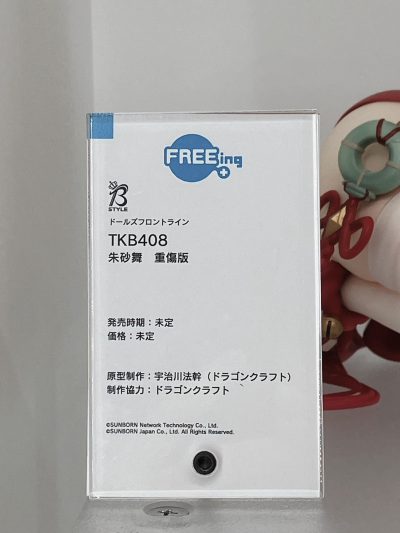 FREEing
B
STYLE
ドールズフロントライン
TKB408
朱砂舞　重傷版
発売時期：未定
価格：未定
原型制作：宇治川法幹（ドラゴンクラフト）
制作協力：ドラゴンクラフト
©SUNBORN Network Technology Co., Ltd.
©SUNBORN Japan Co., Ltd. All Rights Reserved.